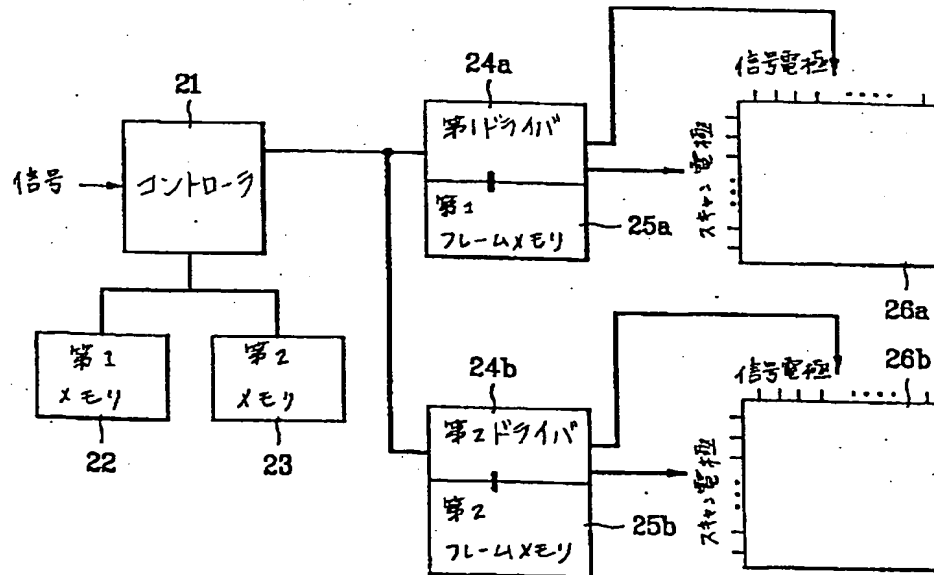 21
信号
コントローラ
第1
メモリ
22
第2
メモリ
23
24a
第1ドライバ
第1
フレームメモリ
25a
信号電極
スキャン電極
26a
24b
第2ドライバ
第2
フレームメモリ
25b
信号電極
26b
スキャン電極